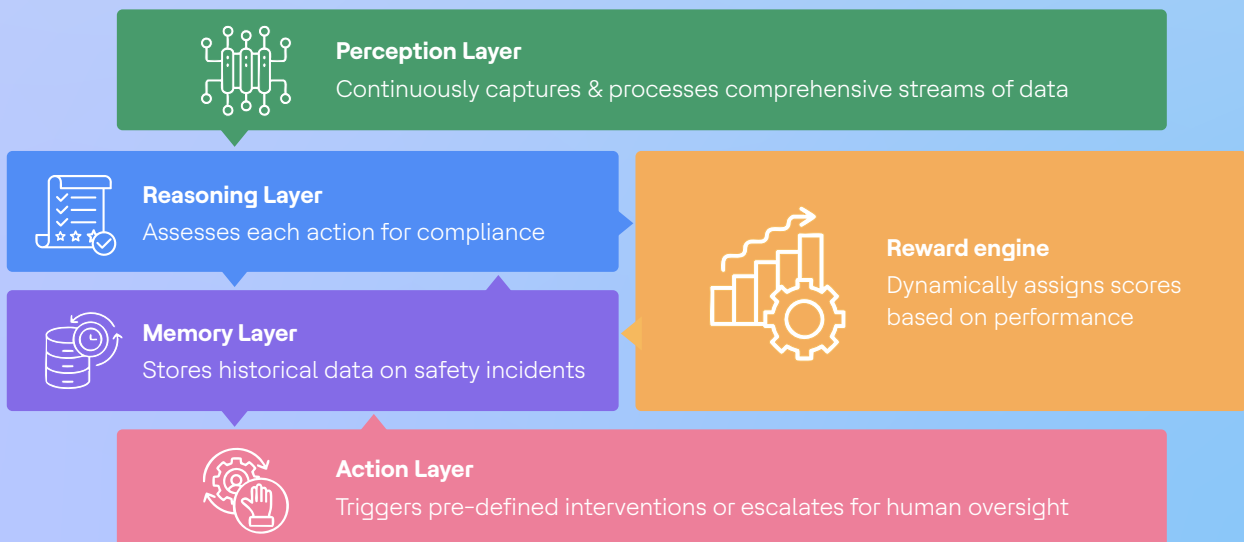 Perception Layer
Continuously captures & processes comprehensive streams of data
Reasoning Layer
Assesses each action for compliance
Reward engine
Dynamically assigns scores
based on performance
Memory Layer
Stores historical data on safety incidents
Action Layer
Triggers pre-defined interventions or escalates for human oversight